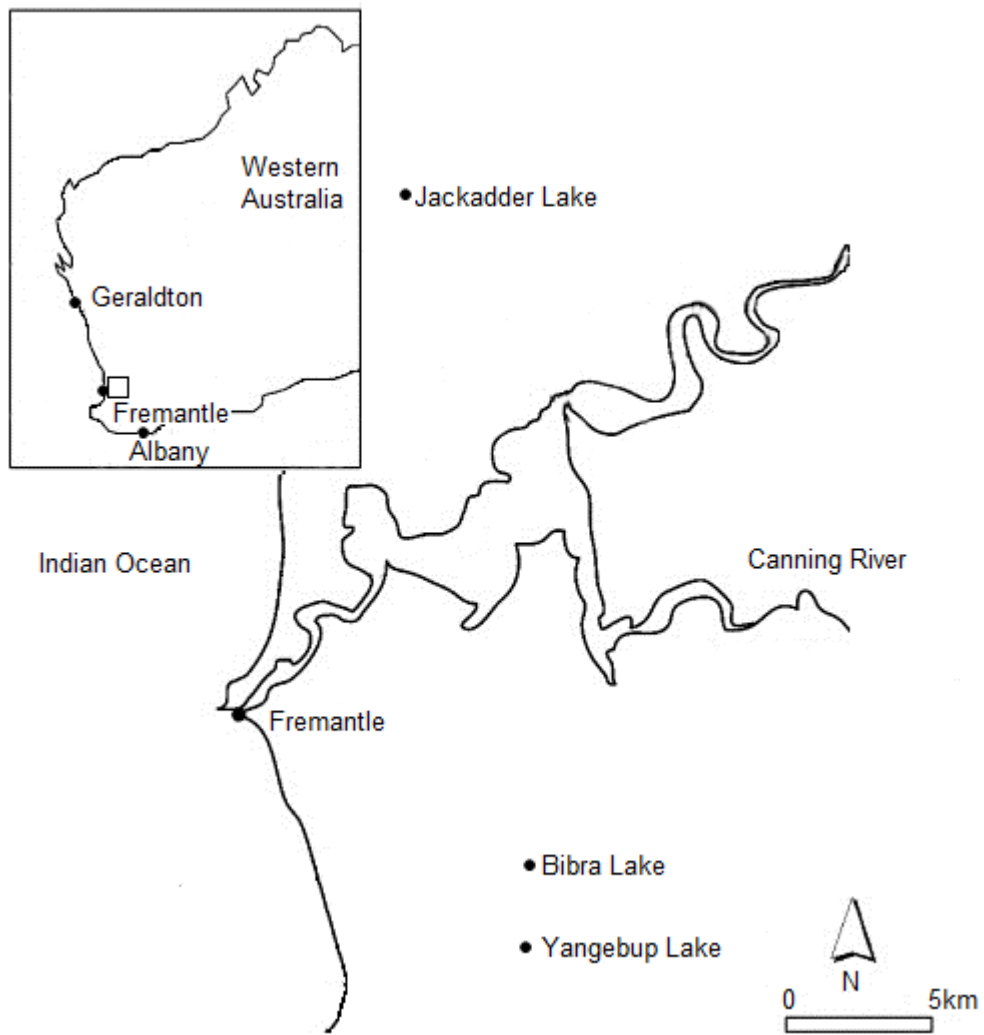 Western
Australia
Jackadder Lake
Geraldton
Fremantle
Albany
Indian Ocean
Canning River
Fremantle
Bibra Lake
Yangebup Lake
N
0 5km